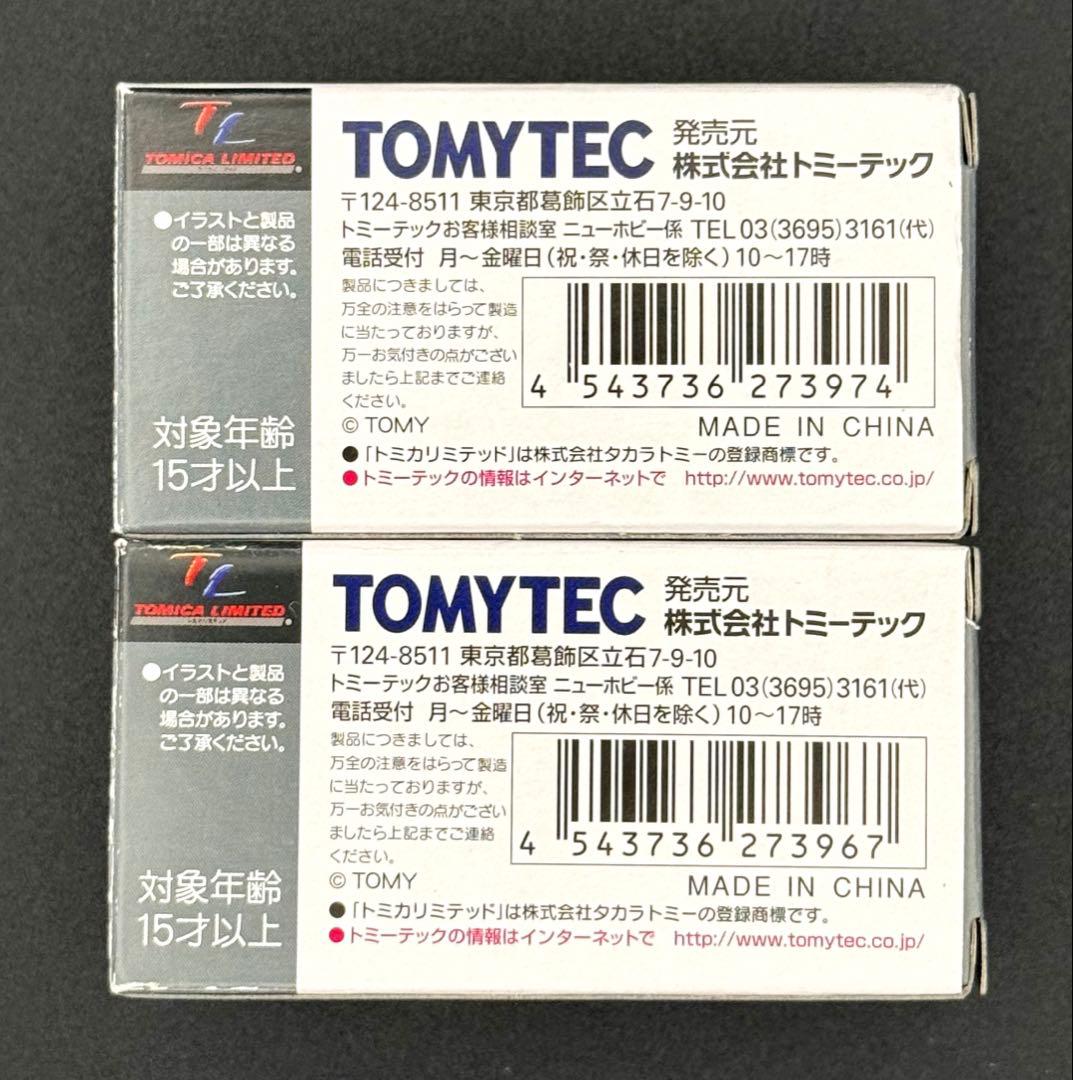 TL
TOMICA LIMITED
●イラストと製品
の一部は異なる
場合があります。
ご了承ください。
対象年齢
15才以上
TOMYTEC
発売元
株式会社トミーテック
〒124-8511 東京都葛飾区立石7-9-10
トミーテックお客様相談室 ニューホビー係 TEL 03(3695)3161(代)
電話受付 月～金曜日(祝・祭・休日を除く)10～17時
製品につきましては、
万全の注意をはらって製造
に当たっておりますが、
万一お気付きの点がござい
ましたら上記までご連絡
ください。
4 543736 273974
© TOMY
MADE IN CHINA
●「トミカリミテッド」は株式会社タカラトミーの登録商標です。
●トミーテックの情報はインターネットで http://www.tomytec.co.jp/
TL
TOMICA LIMITED
●イラストと製品
の一部は異なる
場合があります。
ご了承ください。
対象年齢
15才以上
TOMYTEC
発売元
株式会社トミーテック
〒124-8511 東京都葛飾区立石7-9-10
トミーテックお客様相談室 ニューホビー係 TEL 03(3695)3161(代)
電話受付 月～金曜日(祝・祭・休日を除く)10～17時
製品につきましては、
万全の注意をはらって製造
に当たっておりますが、
万一お気付きの点がござい
ましたら上記までご連絡
ください。
4 543736 273967
© TOMY
MADE IN CHINA
●「トミカリミテッド」は株式会社タカラトミーの登録商標です。
●トミーテックの情報はインターネットで http://www.tomytec.co.jp/